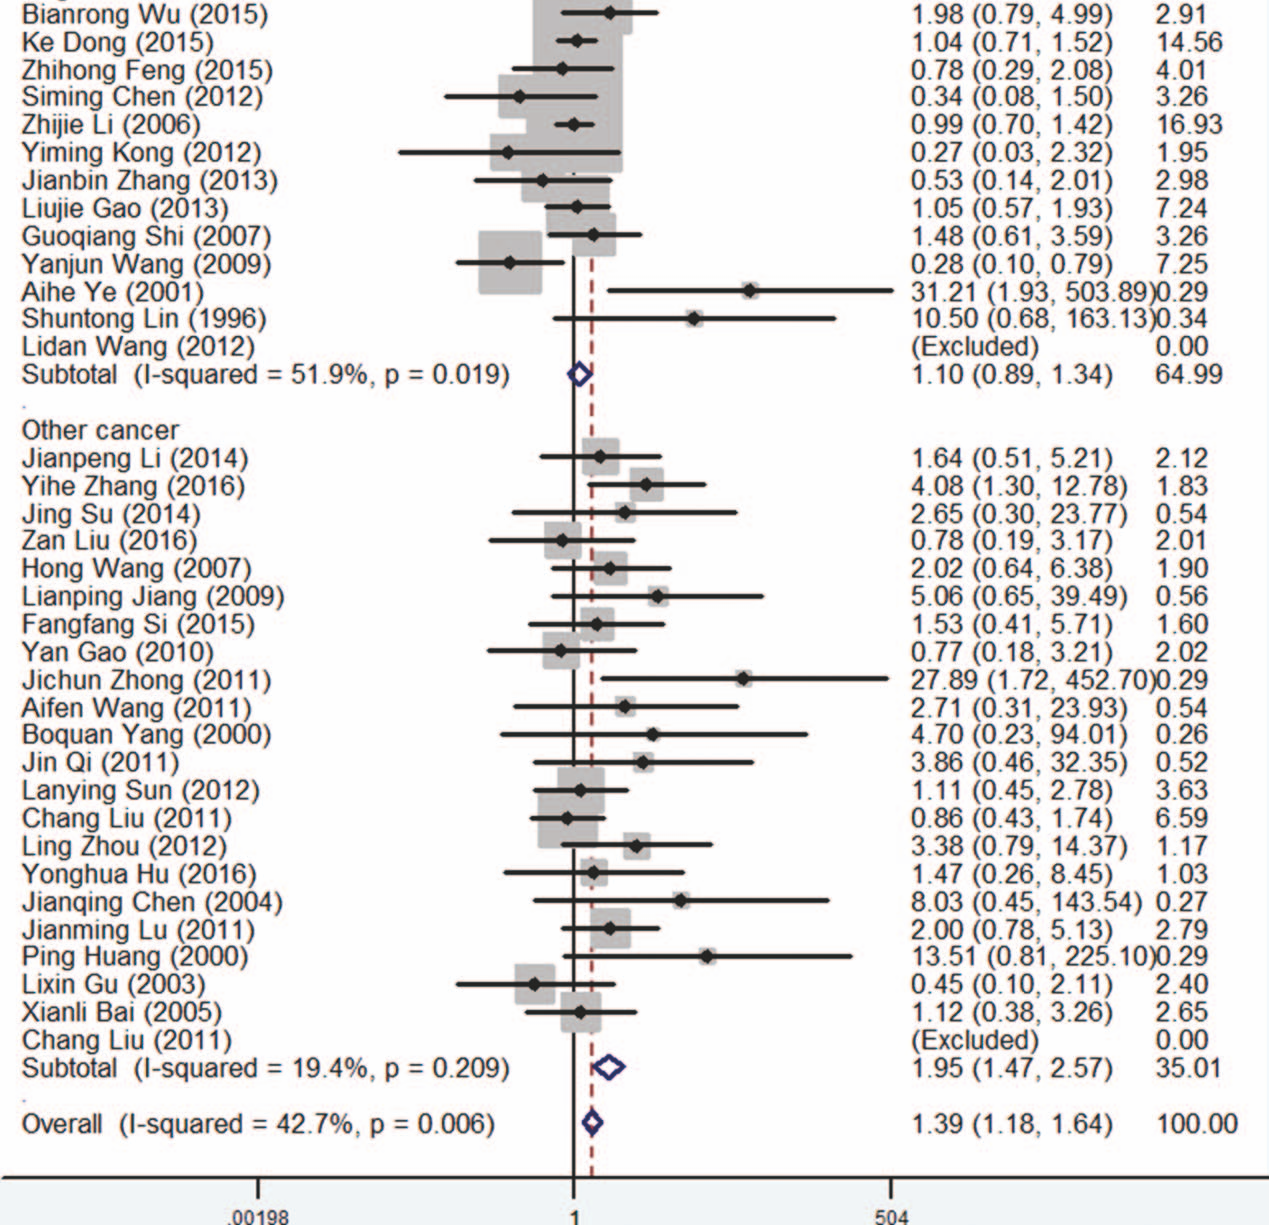 Bianrong Wu (2015) 1.98 (0.79, 4.99) 2.91
Ke Dong (2015) 1.04 (0.71, 1.52) 14.56
Zhihong Feng (2015) 0.78 (0.29, 2.08) 4.01
Siming Chen (2012) 0.34 (0.08, 1.50) 3.26
Zhijie Li (2006) 0.99 (0.70, 1.42) 16.93
Yiming Kong (2012) 0.27 (0.03, 2.32) 1.95
Jianbin Zhang (2013) 0.53 (0.14, 2.01) 2.98
Liujie Gao (2013) 1.05 (0.57, 1.93) 7.24
Guoqiang Shi (2007) 1.48 (0.61, 3.59) 3.26
Yanjun Wang (2009) 0.28 (0.10, 0.79) 7.25
Aihe Ye (2001) 31.21 (1.93, 503.89)0.29
Shuntong Lin (1996) 10.50 (0.68, 163.13)0.34
Lidan Wang (2012) (Excluded) 0.00
Subtotal (I-squared = 51.9%, p = 0.019) 1.10 (0.89, 1.34) 64.99
.
Other cancer
Jianpeng Li (2014) 1.64 (0.51, 5.21) 2.12
Yihe Zhang (2016) 4.08 (1.30, 12.78) 1.83
Jing Su (2014) 2.65 (0.30, 23.77) 0.54
Zan Liu (2016) 0.78 (0.19, 3.17) 2.01
Hong Wang (2007) 2.02 (0.64, 6.38) 1.90
Lianping Jiang (2009) 5.06 (0.65, 39.49) 0.56
Fangfang Si (2015) 1.53 (0.41, 5.71) 1.60
Yan Gao (2010) 0.77 (0.18, 3.21) 2.02
Jichun Zhong (2011) 27.89 (1.72, 452.70)0.29
Aifen Wang (2011) 2.71 (0.31, 23.93) 0.54
Boquan Yang (2000) 4.70 (0.23, 94.01) 0.26
Jin Qi (2011) 3.86 (0.46, 32.35) 0.52
Lanying Sun (2012) 1.11 (0.45, 2.78) 3.63
Chang Liu (2011) 0.86 (0.43, 1.74) 6.59
Ling Zhou (2012) 3.38 (0.79, 14.37) 1.17
Yonghua Hu (2016) 1.47 (0.26, 8.45) 1.03
Jianqing Chen (2004) 8.03 (0.45, 143.54) 0.27
Jianming Lu (2011) 2.00 (0.78, 5.13) 2.79
Ping Huang (2000) 13.51 (0.81, 225.10)0.29
Lixin Gu (2003) 0.45 (0.10, 2.11) 2.40
Xianli Bai (2005) 1.12 (0.38, 3.26) 2.65
Chang Liu (2011) (Excluded) 0.00
Subtotal (I-squared = 19.4%, p = 0.209) 1.95 (1.47, 2.57) 35.01
.
Overall (I-squared = 42.7%, p = 0.006) 1.39 (1.18, 1.64) 100.00
.00198 1 504